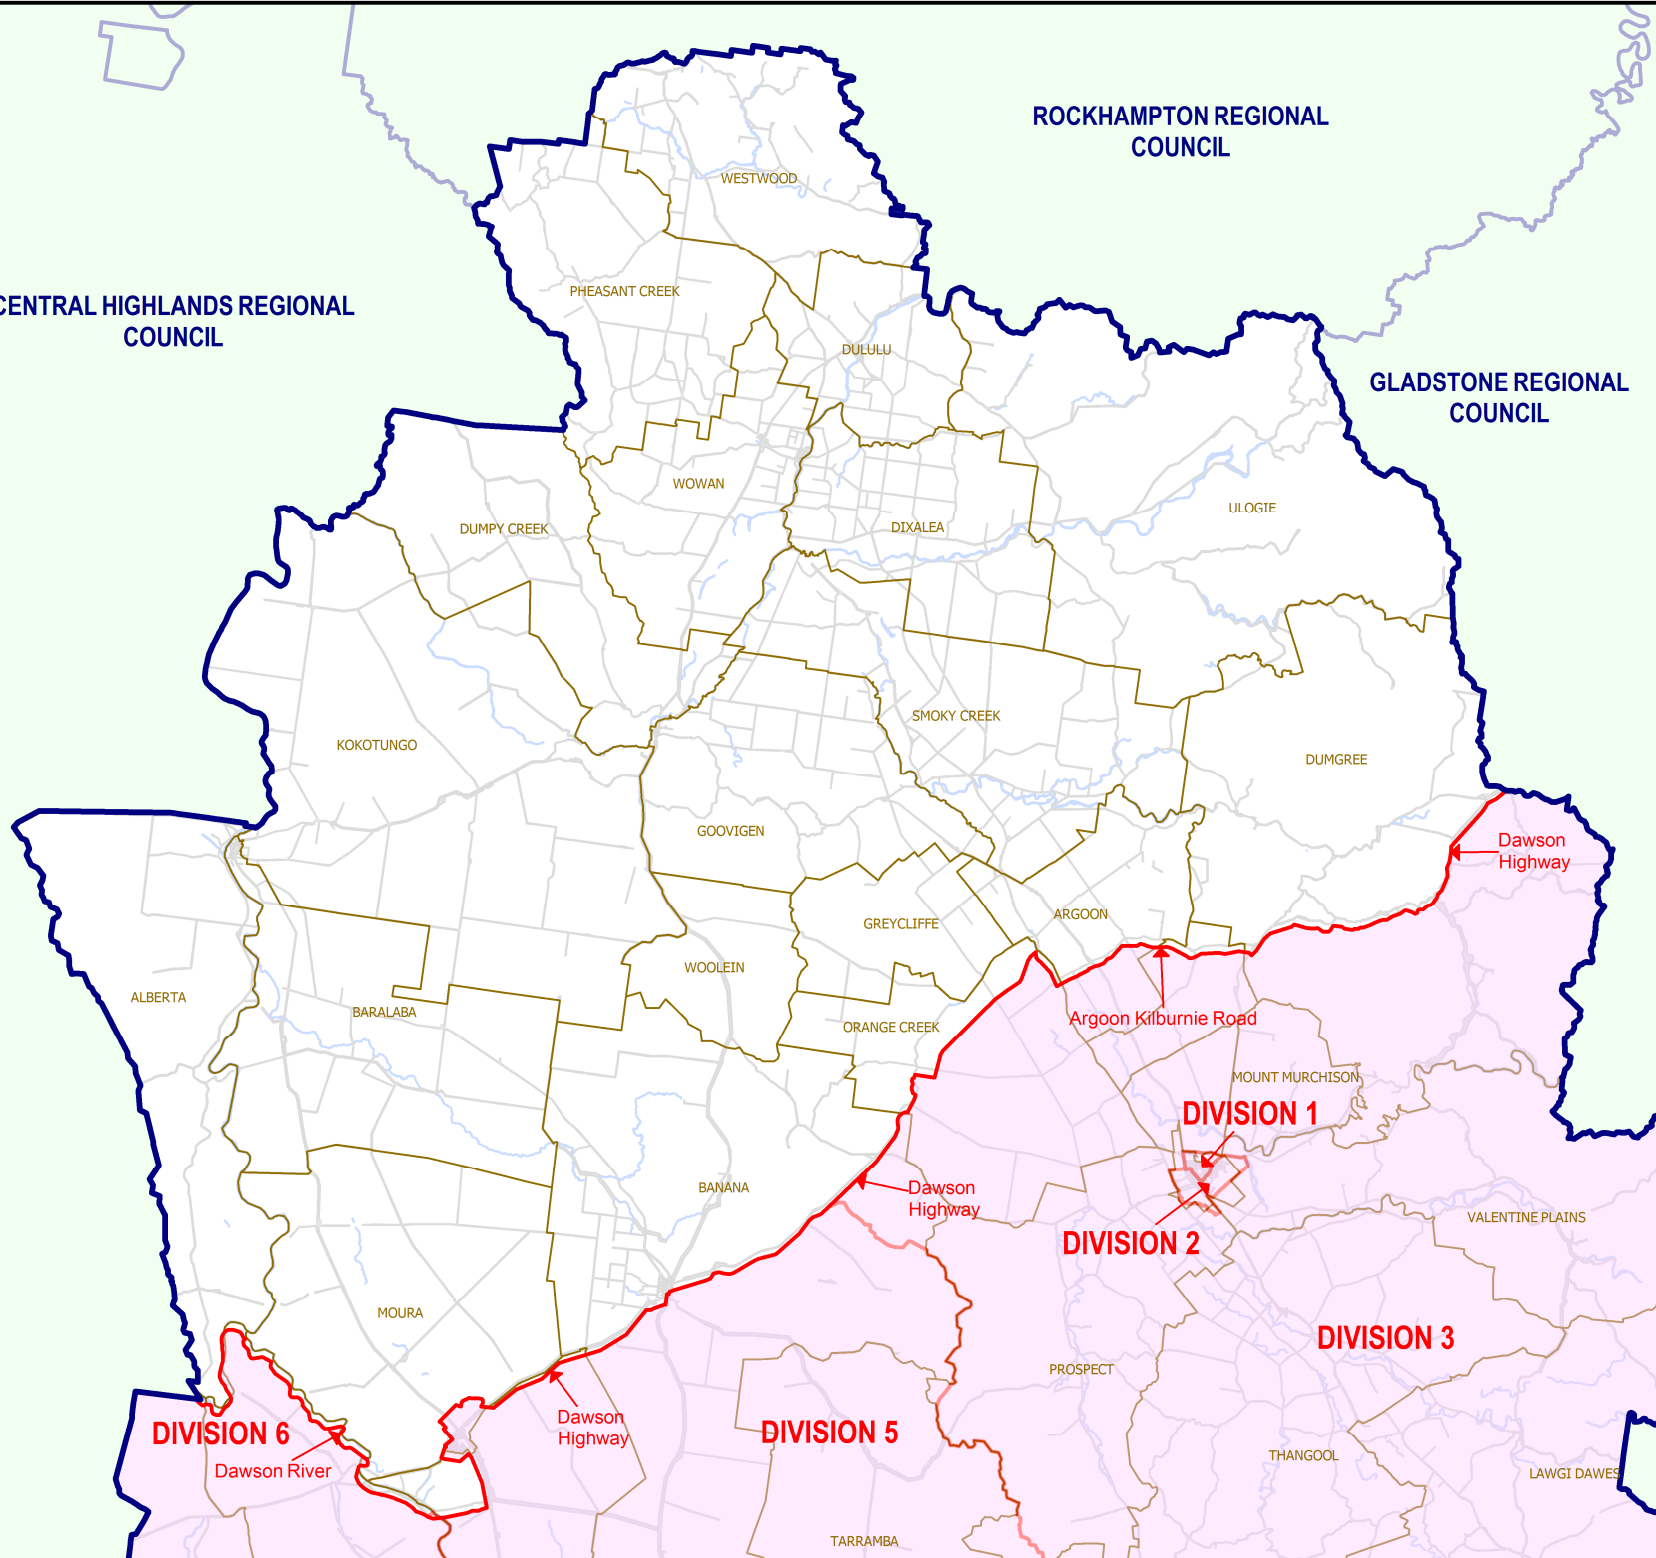 ROCKHAMPTON REGIONAL
COUNCIL
WESTWOOD
PHEASANT CREEK
CENTRAL HIGHLANDS REGIONAL
COUNCIL
DULULU
GLADSTONE REGIONAL
COUNCIL
WOWAN
ULOGIE
DUMPY CREEK
DIXALEA
SMOKY CREEK
KOKOTUNGO
DUMGREE
GOOVIGEN
Dawson
Highway
ARGOON
GREYCLIFFE
WOOLEIN
ALBERTA
BARALABA
Argoon Kilburnie Road
ORANGE CREEK
MOUNT MURCHISON
DIVISION 1
BANANA
Dawson
Highway
VALENTINE PLAINS
DIVISION 2
MOURA
DIVISION 3
PROSPECT
Dawson
Highway
DIVISION 6
DIVISION 5
THANGOOL
Dawson River
LAWGI DAWES
TARRAMBA